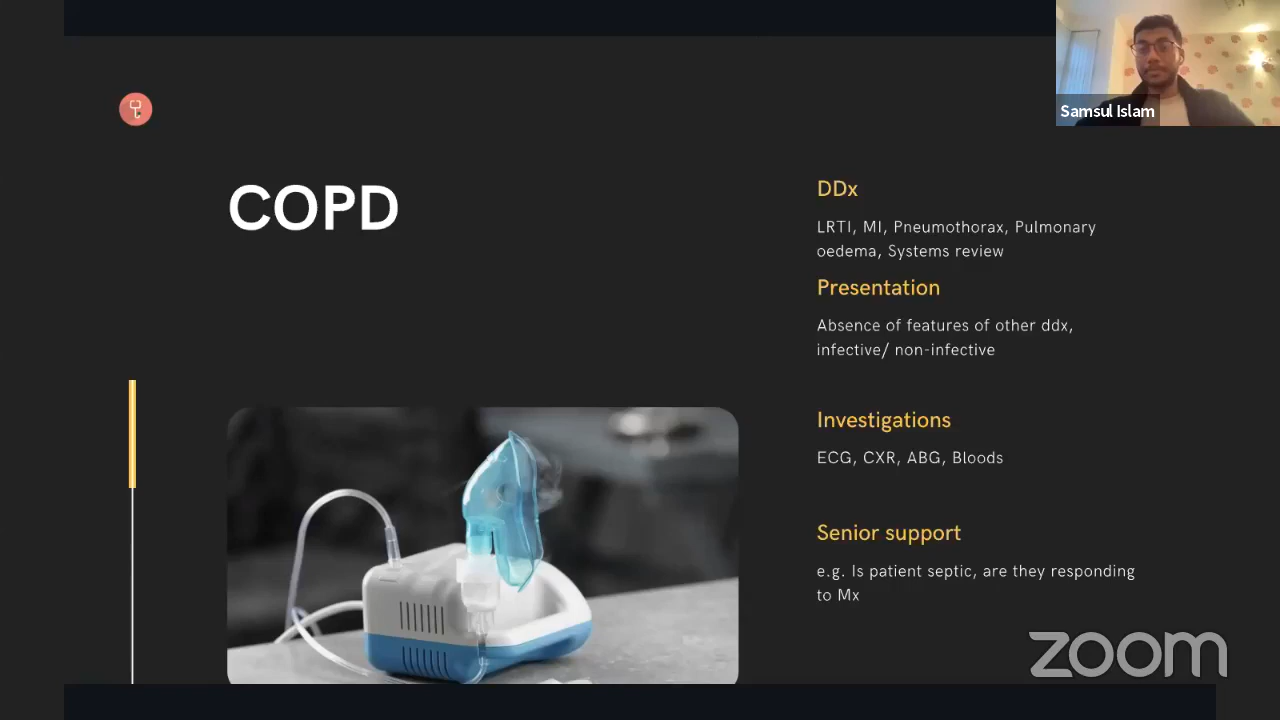 Samsul Islam
COPD
DDx
LRTI, MI, Pneumothorax, Pulmonary
oedema, Systems review
Presentation
Absence of features of other ddx,
infective/ non-infective
Investigations
ECG, CXR, ABG, Bloods
Senior support
e.g. Is patient septic, are they responding
to Mx
zoom